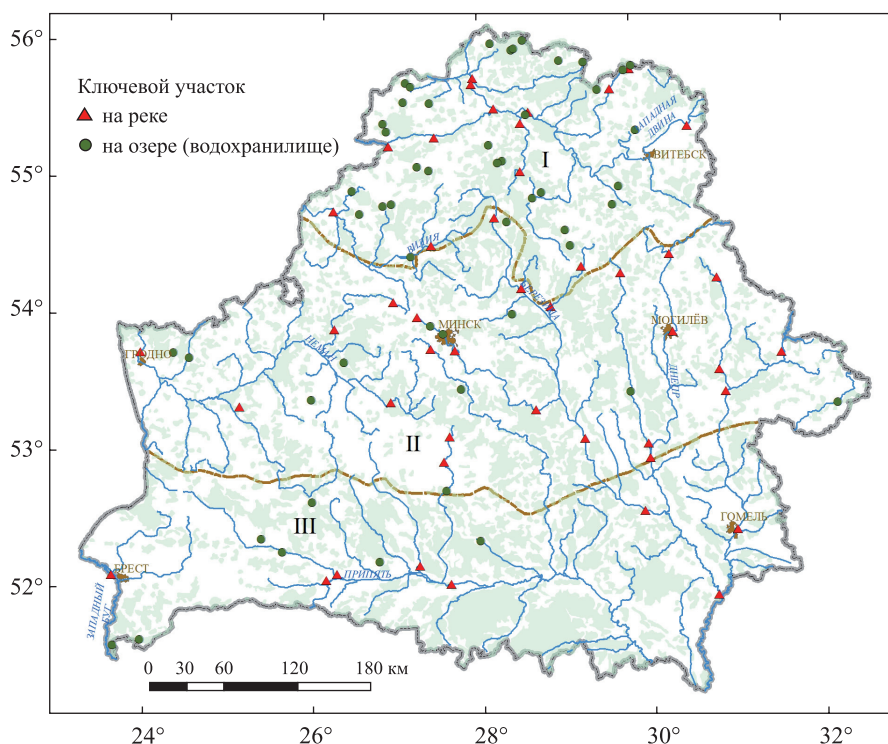 56°
55°
54°
53°
52°
Ключевой участок
на реке
на озере (водохранилище)
ЗАПАДНАЯ
ДВИНА
I
ВИТЕБСК
ВИЛИЯ
БЕРЕЗИНА
МИНСК
МОГИЛЁВ
ГРОДНО
НЕМАН
ДНЕПР
II
III
ГОМЕЛЬ
БРЕСТ
ПРИПЯТЬ
ЗАПАДНЫЙ
БУГ
0 30 60 120 180 км
24° 26° 28° 30° 32°